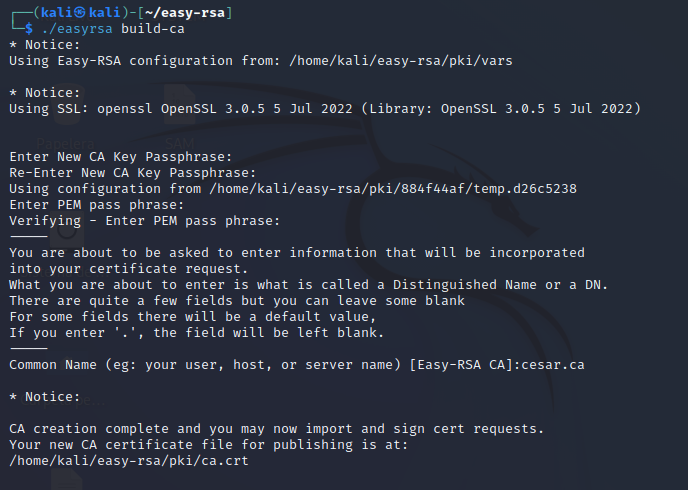 ┌──(kali㉿kali)-[~/easy-rsa]
└─$ ./easyrsa build-ca
* Notice:
Using Easy-RSA configuration from: /home/kali/easy-rsa/pki/vars
* Notice:
Using SSL: openssl OpenSSL 3.0.5 5 Jul 2022 (Library: OpenSSL 3.0.5 5 Jul 2022)
Enter New CA Key Passphrase:
Re-Enter New CA Key Passphrase:
Using configuration from /home/kali/easy-rsa/pki/884f44af/temp.d26c5238
Enter PEM pass phrase:
Verifying - Enter PEM pass phrase:
-----
You are about to be asked to enter information that will be incorporated
into your certificate request.
What you are about to enter is what is called a Distinguished Name or a DN.
There are quite a few fields but you can leave some blank
For some fields there will be a default value,
If you enter '.', the field will be left blank.
-----
Common Name (eg: your user, host, or server name) [Easy-RSA CA]:cesar.ca
* Notice:
CA creation complete and you may now import and sign cert requests.
Your new CA certificate file for publishing is at:
/home/kali/easy-rsa/pki/ca.crt